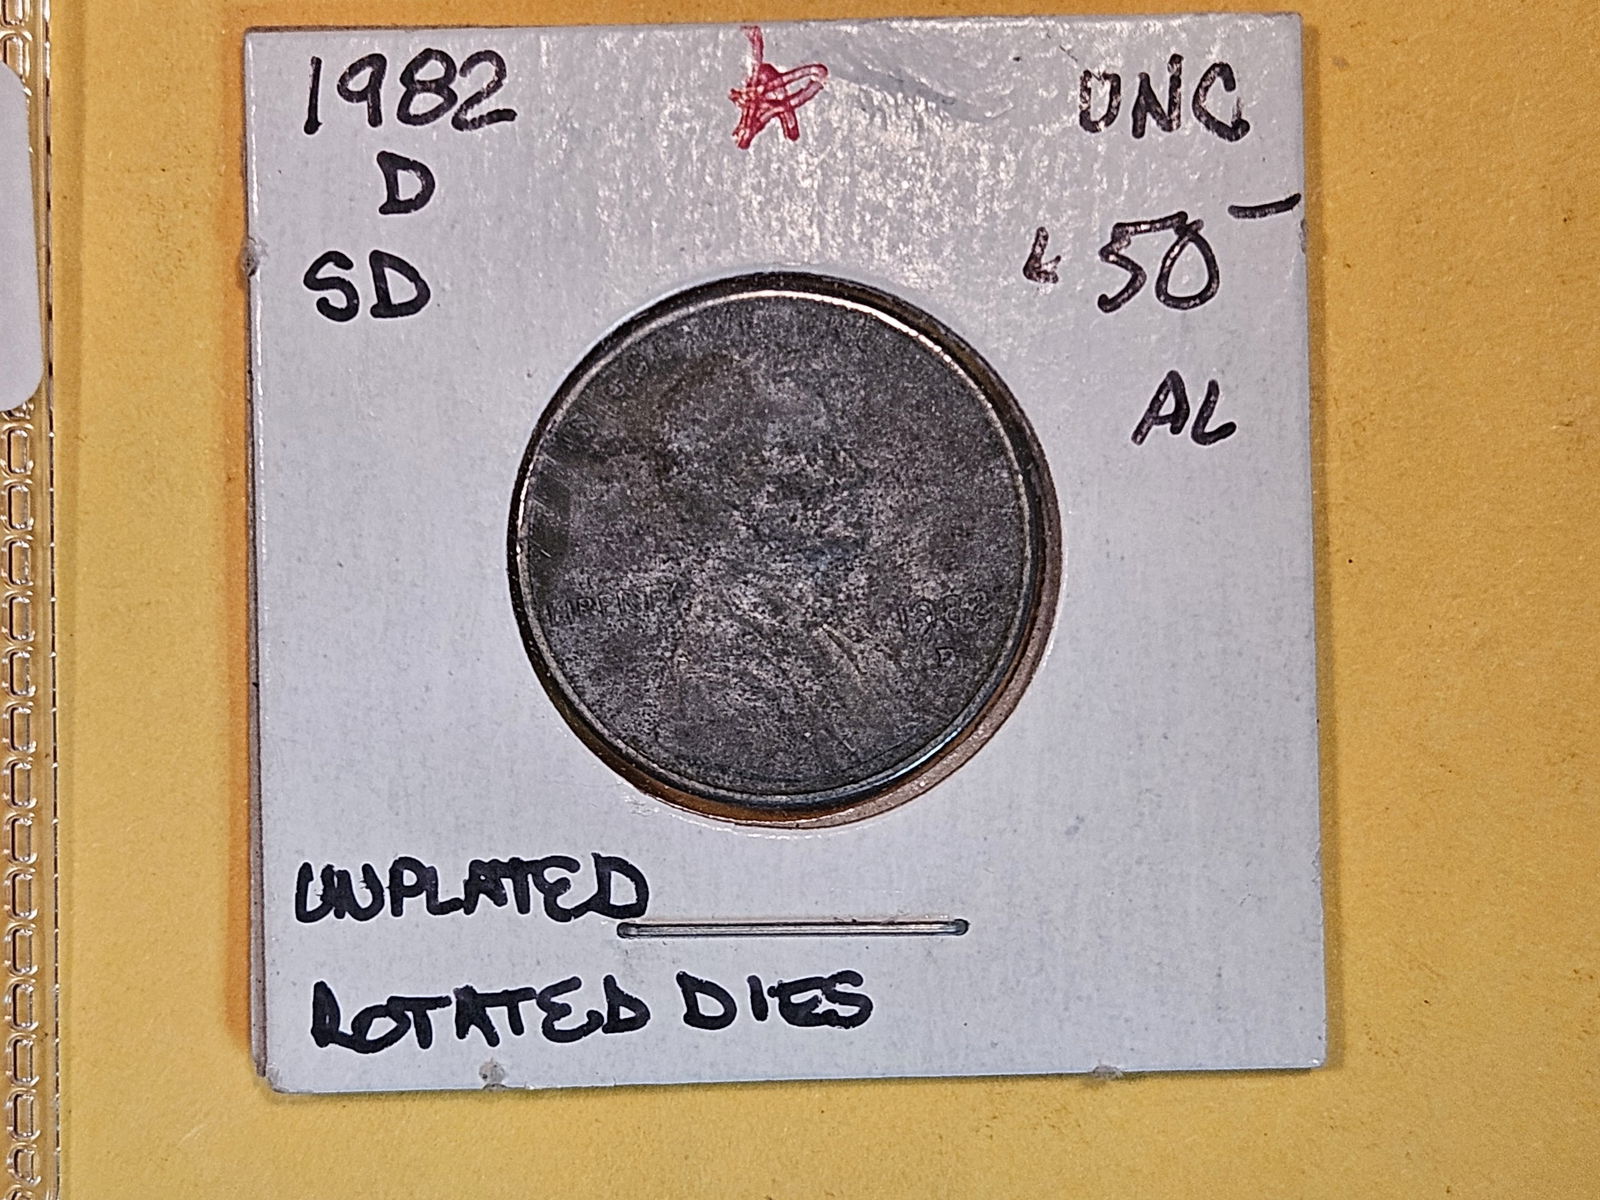 1982 UNC
D
SD
50-
AL
LIBERTY 1982
D
UNPLATED
ROTATED DIES